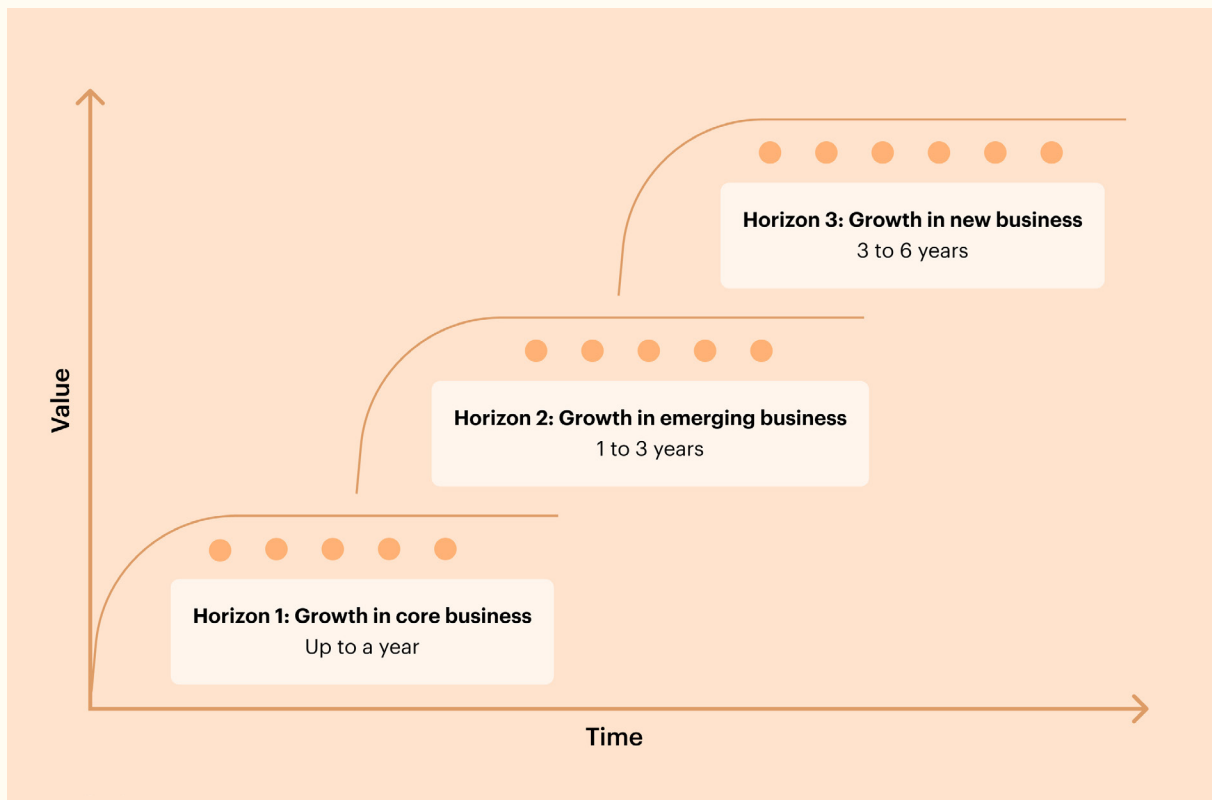 Horizon 3: Growth in new business
3 to 6 years
Value
Horizon 2: Growth in emerging business
1 to 3 years
Horizon 1: Growth in core business
Up to a year
Time